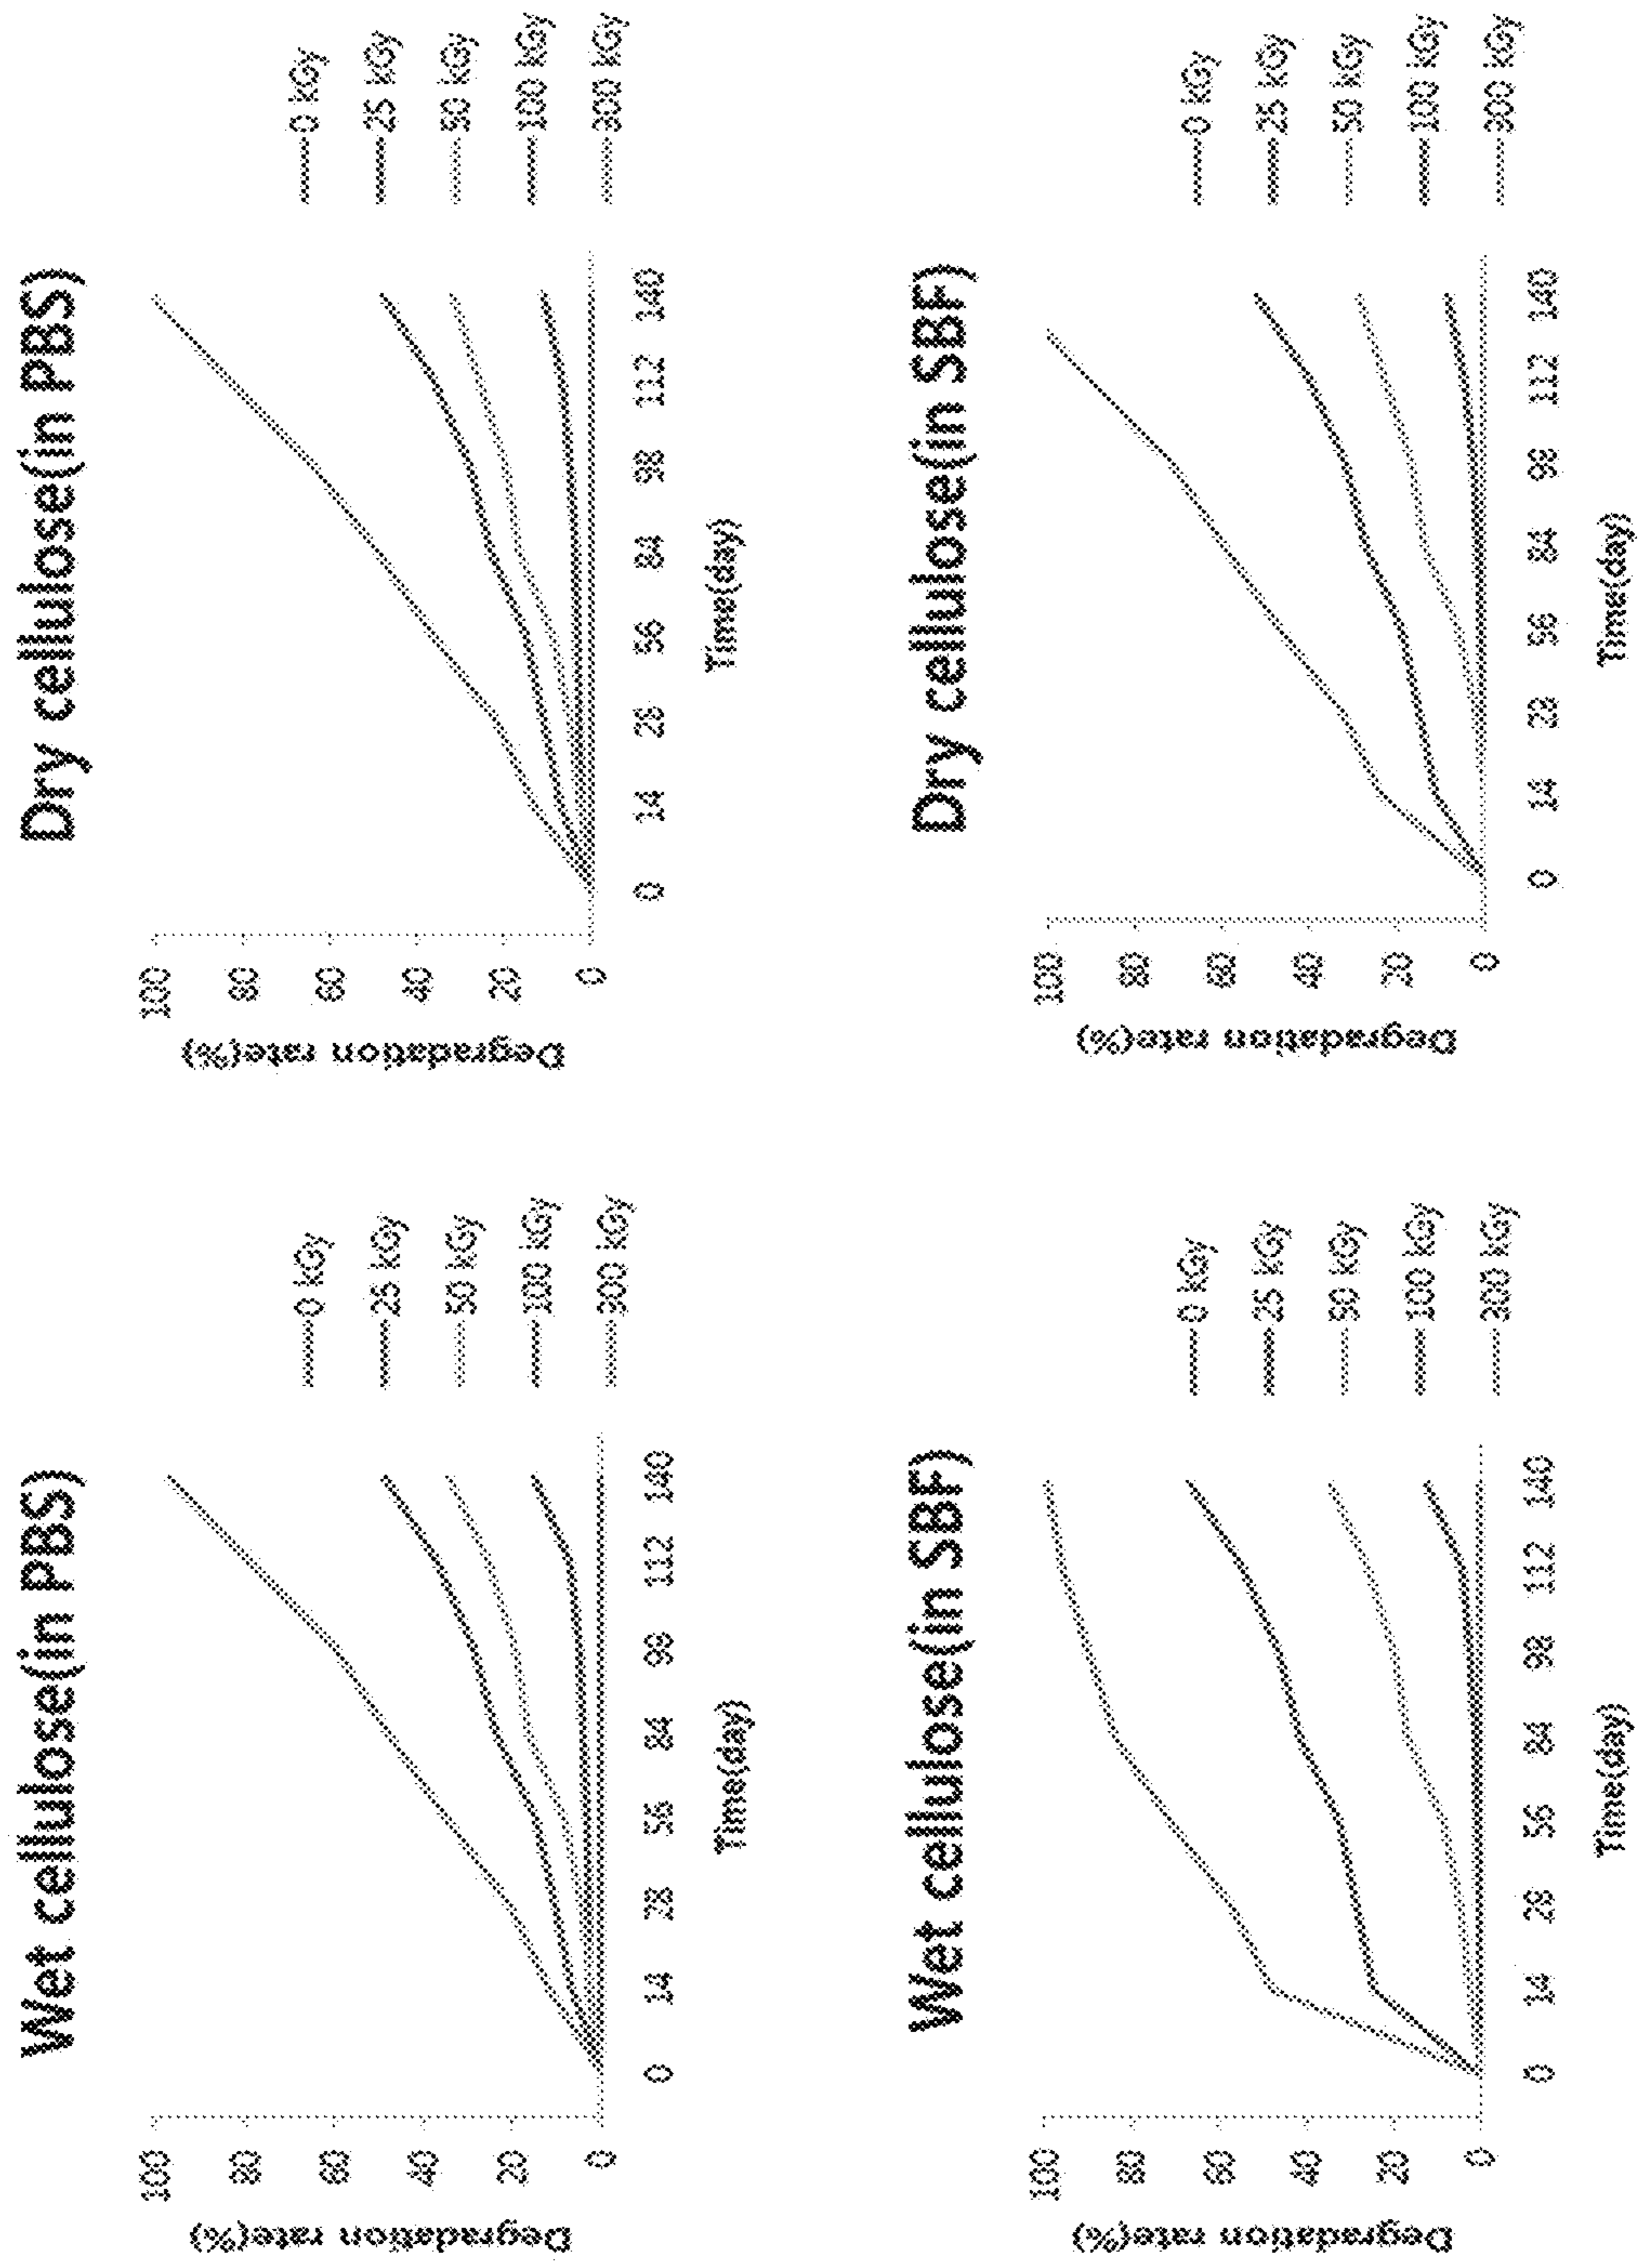 Wet cellulose(in PBS)
Degradation rate(%)
100
80
60
40
20
0
0 14 28 56 84 98 112 140
Time(day)
0 kGy
25 kGy
50 kGy
100 kGy
300 kGy
Dry cellulose(in PBS)
Degradation rate(%)
100
80
60
40
20
0
0 14 28 56 84 98 112 140
Time(day)
0 kGy
25 kGy
50 kGy
100 kGy
300 kGy
Wet cellulose(in SBF)
Degradation rate(%)
100
80
60
40
20
0
0 14 28 56 84 98 112 140
Time(day)
0 kGy
25 kGy
50 kGy
100 kGy
300 kGy
Dry cellulose(in SBF)
Degradation rate(%)
100
80
60
40
20
0
0 14 28 56 84 98 112 140
Time(day)
0 kGy
25 kGy
50 kGy
100 kGy
300 kGy